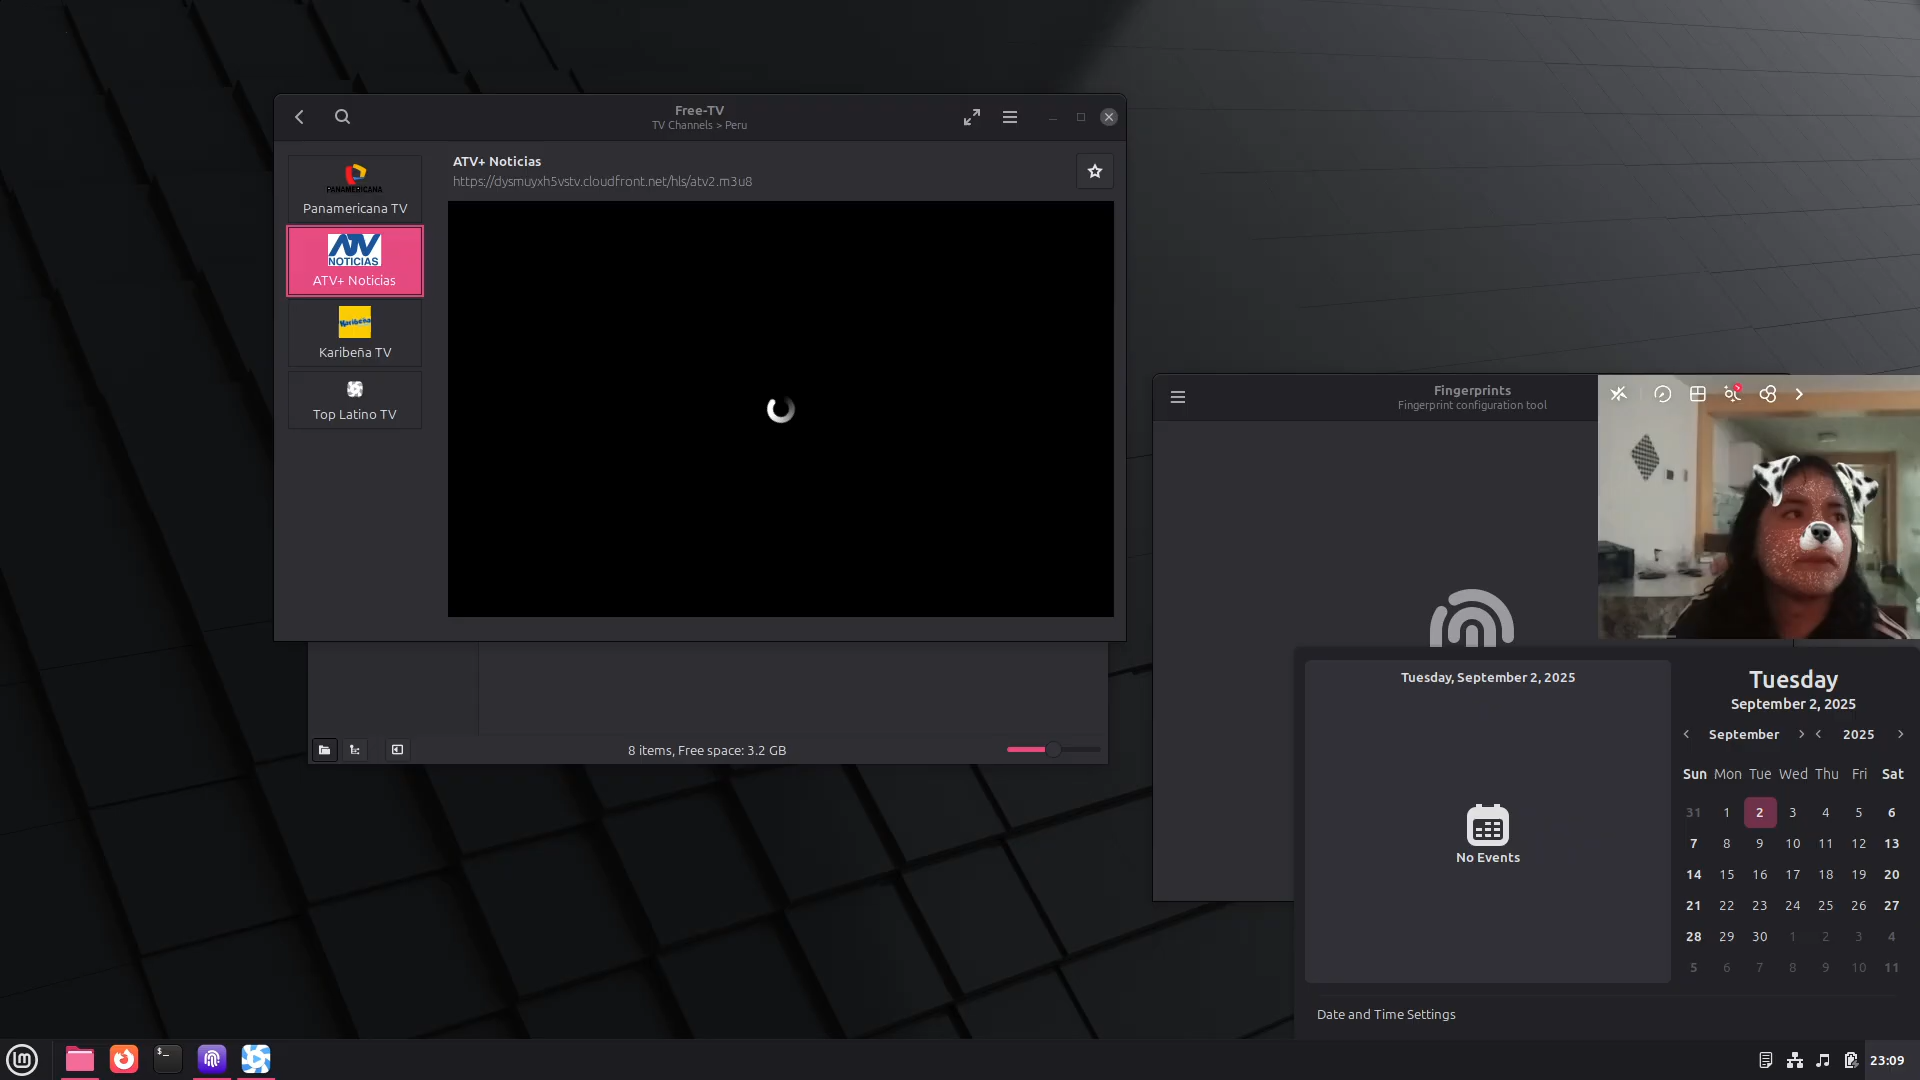 Free-TV
TV Channels > Peru
PANAMERICANA
Panamericana TV
ATV
NOTICIAS
ATV+ Noticias
Karibeña
Karibeña TV
Top Latino TV
ATV+ Noticias
https://dysmuyxh5vstv.cloudfront.net/hls/atv2.m3u8
8 items, Free space: 3.2 GB
Fingerprints
Fingerprint configuration tool
Tuesday, September 2, 2025
No Events
Tuesday
September 2, 2025
September 2025
Sun Mon Tue Wed Thu Fri Sat
31 1 2 3 4 5 6
7 8 9 10 11 12 13
14 15 16 17 18 19 20
21 22 23 24 25 26 27
28 29 30 1 2 3 4
5 6 7 8 9 10 11
Date and Time Settings
$_
23:09